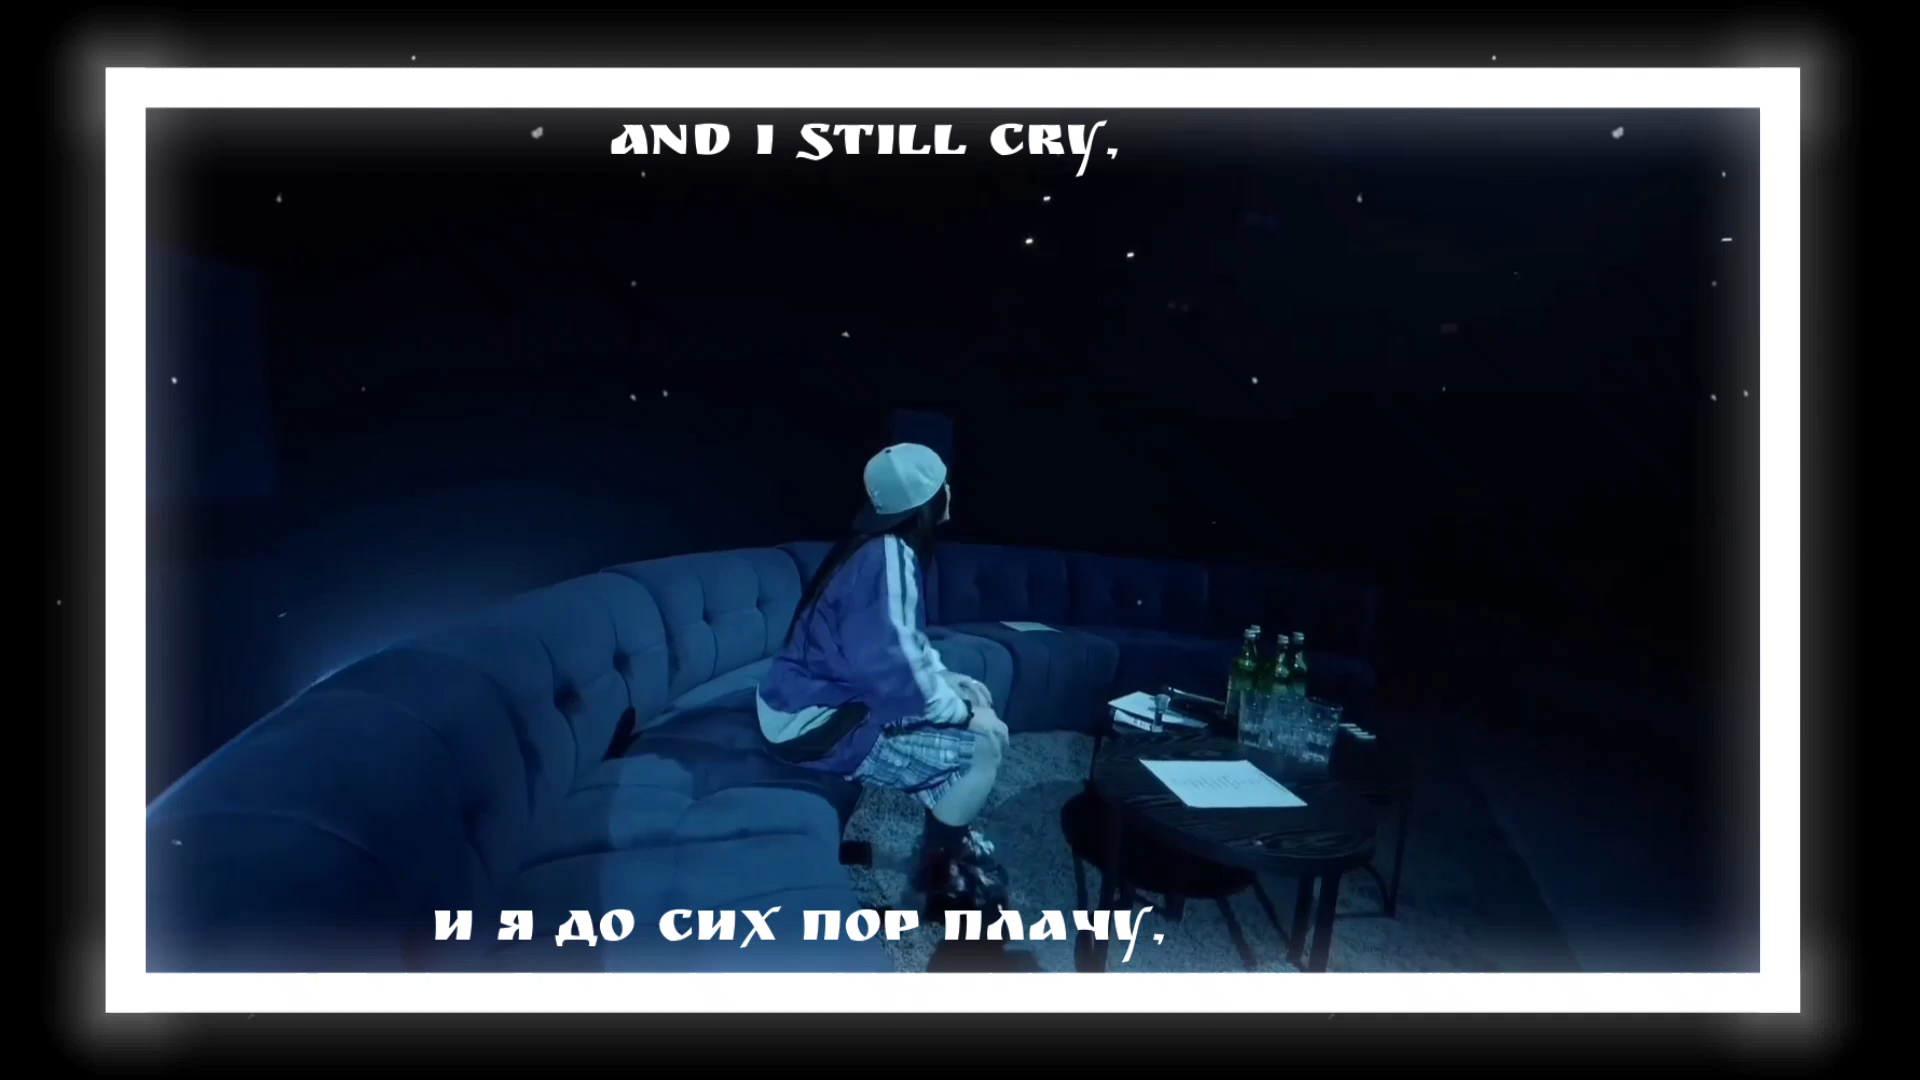 AND I STILL CRY,
И Я ДО СИХ ПОР ПЛАЧУ,